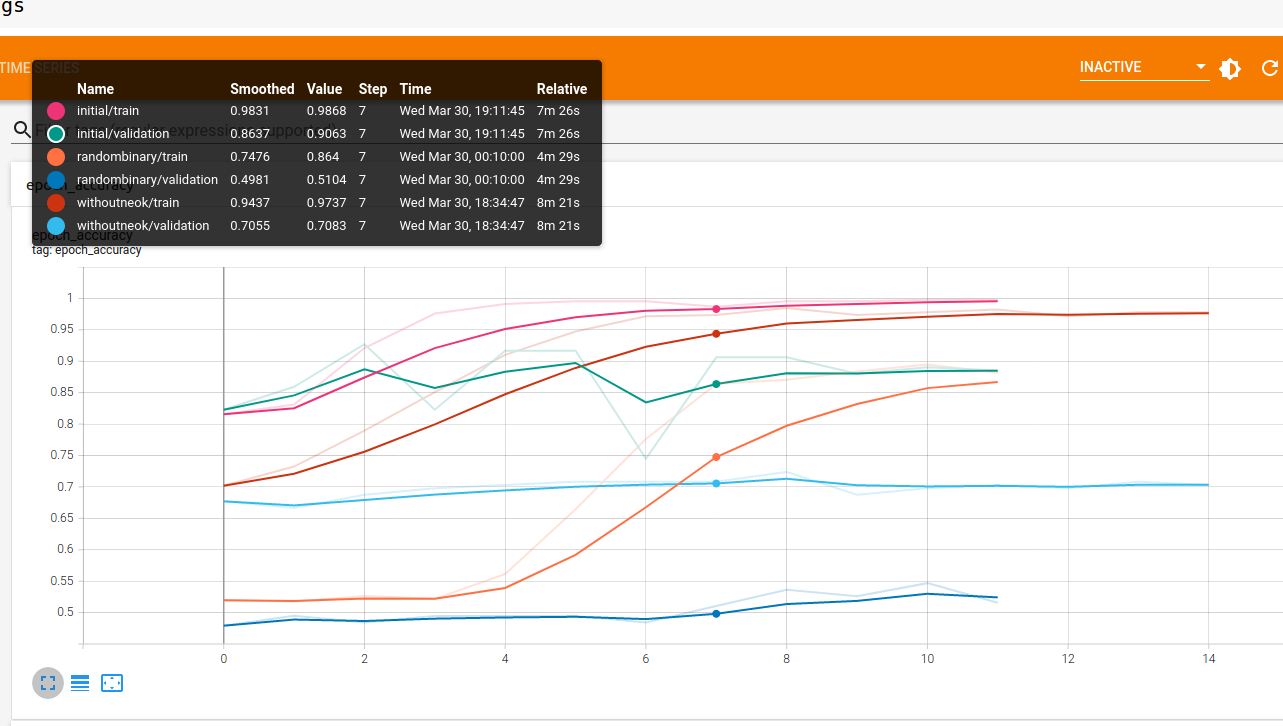 gs
TIME SERIES
INACTIVE
Name Smoothed Value Step Time Relative
initial/train 0.9831 0.9868 7 Wed Mar 30, 19:11:45 7m 26s
initial/validation 0.8637 0.9063 7 Wed Mar 30, 19:11:45 7m 26s
randombinary/train 0.7476 0.864 7 Wed Mar 30, 00:10:00 4m 29s
randombinary/validation 0.4981 0.5104 7 Wed Mar 30, 00:10:00 4m 29s
withoutneok/train 0.9437 0.9737 7 Wed Mar 30, 18:34:47 8m 21s
withoutneok/validation 0.7055 0.7083 7 Wed Mar 30, 18:34:47 8m 21s
epoch_accuracy
epoch_accuracy
tag: epoch_accuracy
1
0.95
0.9
0.85
0.8
0.75
0.7
0.65
0.6
0.55
0.5
0 2 4 6 8 10 12 14